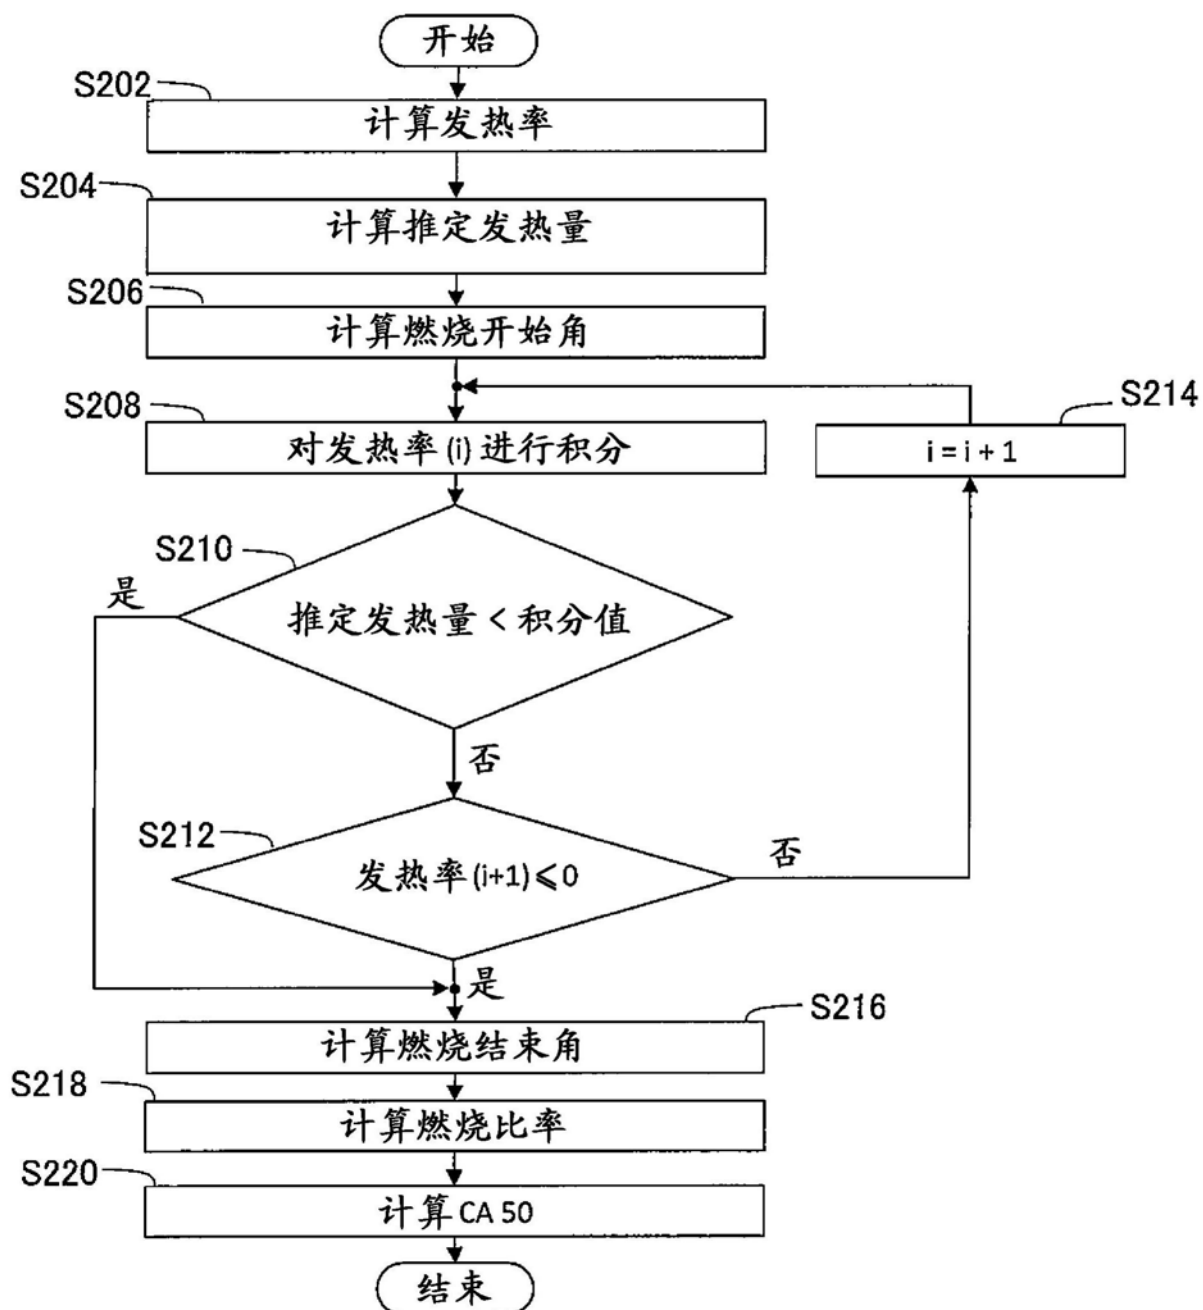 开始
S202
计算发热率
S204
计算推定发热量
S206
计算燃烧开始角
S208
对发热率(i)进行积分
S214
i = i + 1
S210
是
推定发热量 < 积分值
否
S212
发热率(i+1)≤0
否
是
S216
计算燃烧结束角
S218
计算燃烧比率
S220
计算CA 50
结束